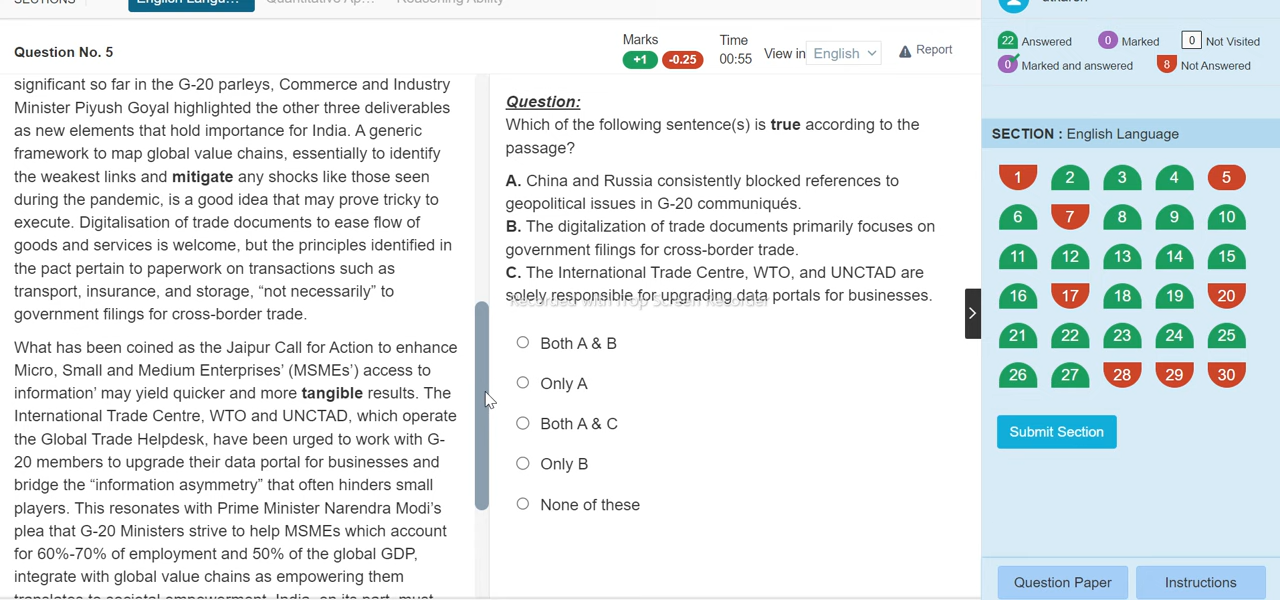 SECTIONS
English Langu...
Quantitative Ap...
Reasoning Ability
Question No. 5
Marks
+1
-0.25
Time
00:55
View in
English
Report
significant so far in the G-20 parleys, Commerce and Industry
Minister Piyush Goyal highlighted the other three deliverables
as new elements that hold importance for India. A generic
framework to map global value chains, essentially to identify
the weakest links and mitigate any shocks like those seen
during the pandemic, is a good idea that may prove tricky to
execute. Digitalisation of trade documents to ease flow of
goods and services is welcome, but the principles identified in
the pact pertain to paperwork on transactions such as
transport, insurance, and storage, “not necessarily” to
government filings for cross-border trade.
What has been coined as the Jaipur Call for Action to enhance
Micro, Small and Medium Enterprises’ (MSMEs’) access to
information’ may yield quicker and more tangible results. The
International Trade Centre, WTO and UNCTAD, which operate
the Global Trade Helpdesk, have been urged to work with G-
20 members to upgrade their data portal for businesses and
bridge the “information asymmetry” that often hinders small
players. This resonates with Prime Minister Narendra Modi’s
plea that G-20 Ministers strive to help MSMEs which account
for 60%-70% of employment and 50% of the global GDP,
integrate with global value chains as empowering them
translates to societal empowerment. India, on its part, must
Question:
Which of the following sentence(s) is true according to the
passage?
A. China and Russia consistently blocked references to
geopolitical issues in G-20 communiqués.
B. The digitalization of trade documents primarily focuses on
government filings for cross-border trade.
C. The International Trade Centre, WTO, and UNCTAD are
solely responsible for upgrading data portals for businesses.
Recorded with iTop Screen Recorder
Both A & B
Only A
Both A & C
Only B
None of these
22 Answered
0 Marked
0 Not Visited
0 Marked and answered
8 Not Answered
SECTION : English Language
1 2 3 4 5
6 7 8 9 10
11 12 13 14 15
16 17 18 19 20
21 22 23 24 25
26 27 28 29 30
Submit Section
Question Paper
Instructions